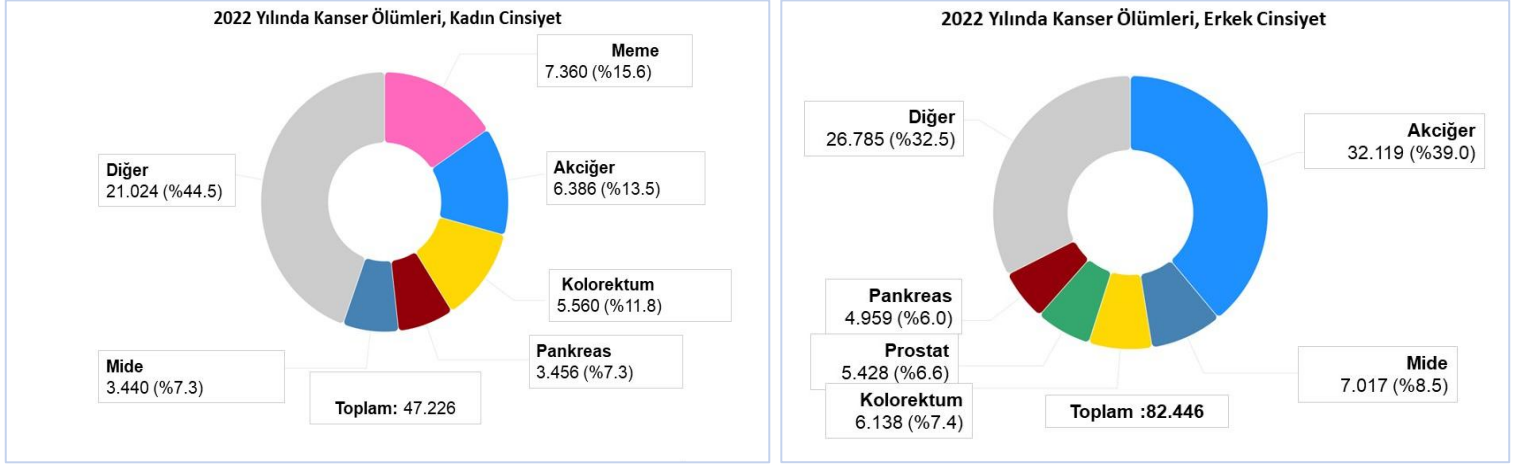 2022 Yılında Kanser Ölümleri, Kadın Cinsiyet
Meme
7.360 (%15.6)
Akciğer
6.386 (%13.5)
Kolorektum
5.560 (%11.8)
Pankreas
3.456 (%7.3)
Mide
3.440 (%7.3)
Diğer
21.024 (%44.5)
Toplam: 47.226
2022 Yılında Kanser Ölümleri, Erkek Cinsiyet
Akciğer
32.119 (%39.0)
Mide
7.017 (%8.5)
Kolorektum
6.138 (%7.4)
Prostat
5.428 (%6.6)
Pankreas
4.959 (%6.0)
Diğer
26.785 (%32.5)
Toplam :82.446